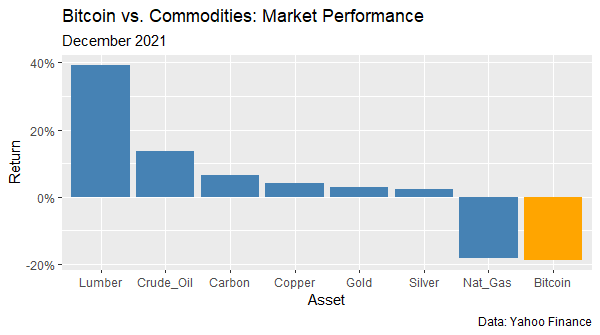 Bitcoin vs. Commodities: Market Performance
December 2021
Return
40%
20%
0%
-20%
Lumber Crude_Oil Carbon Copper Gold Silver Nat_Gas Bitcoin
Asset
Data: Yahoo Finance